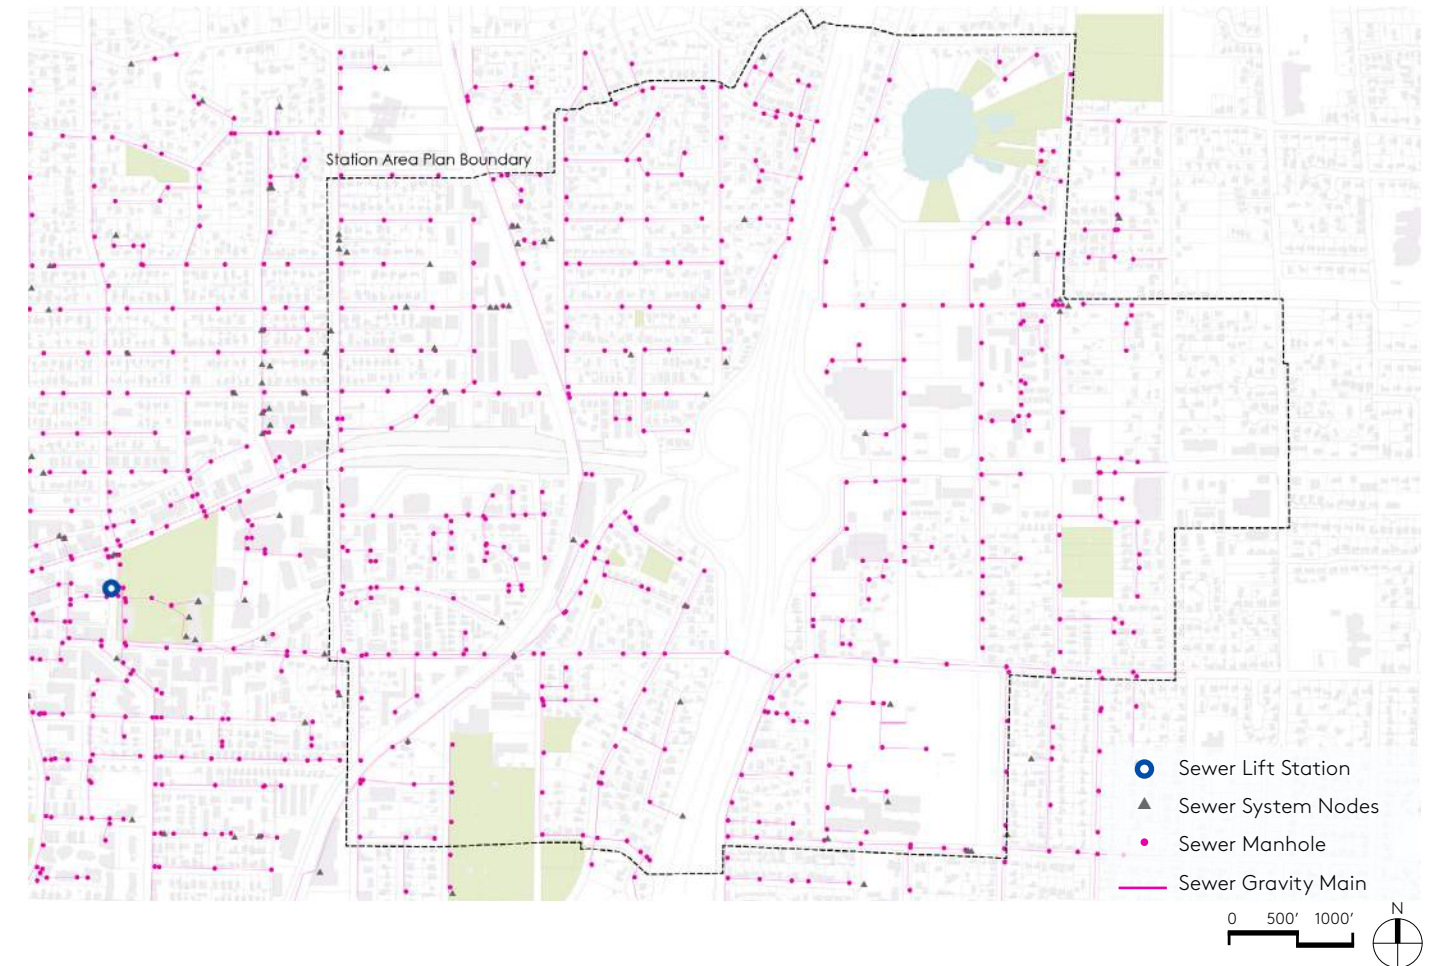 Station Area Plan Boundary
Sewer Lift Station
Sewer System Nodes
Sewer Manhole
Sewer Gravity Main
0 500' 1000'
N